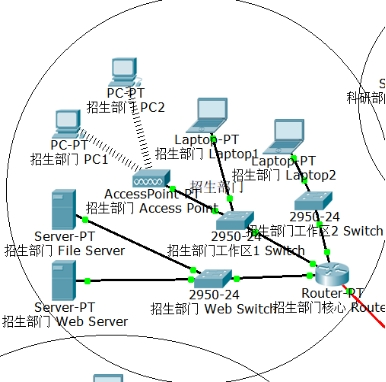 PC-PT
招生部门 PC2
PC-PT
招生部门 PC1
Laptop-PT
招生部门 Laptop1
Laptop-PT
招生部门 Laptop2
科研部
AccessPoint-PT
招生部门 Access Point
招生部门
2950-24
招生部门工作区1 Switch
2950-24
招生部门工作区2 Switch
Server-PT
招生部门 File Server
Server-PT
招生部门 Web Server
2950-24
招生部门 Web Switch
Router-PT
招生部门核心 Route